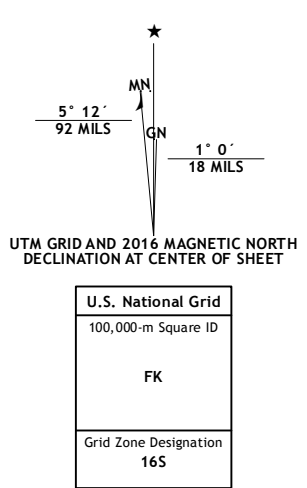 ★
MN
GN
5° 12´
92 MILS
1° 0´
18 MILS
UTM GRID AND 2016 MAGNETIC NORTH
DECLINATION AT CENTER OF SHEET
U.S. National Grid
100,000-m Square ID
FK
Grid Zone Designation
16S